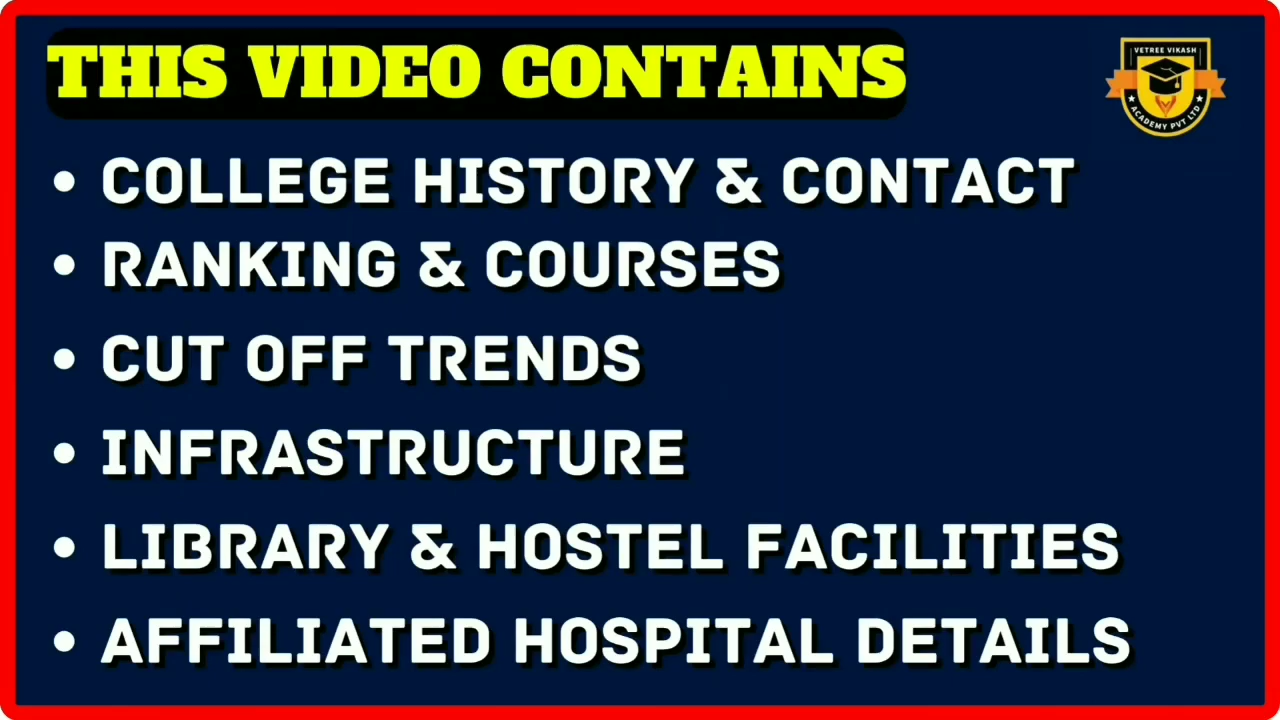 THIS VIDEO CONTAINS
VETREE VIKASH
ACADEMY PVT LTD
• COLLEGE HISTORY & CONTACT
• RANKING & COURSES
• CUT OFF TRENDS
• INFRASTRUCTURE
• LIBRARY & HOSTEL FACILITIES
• AFFILIATED HOSPITAL DETAILS